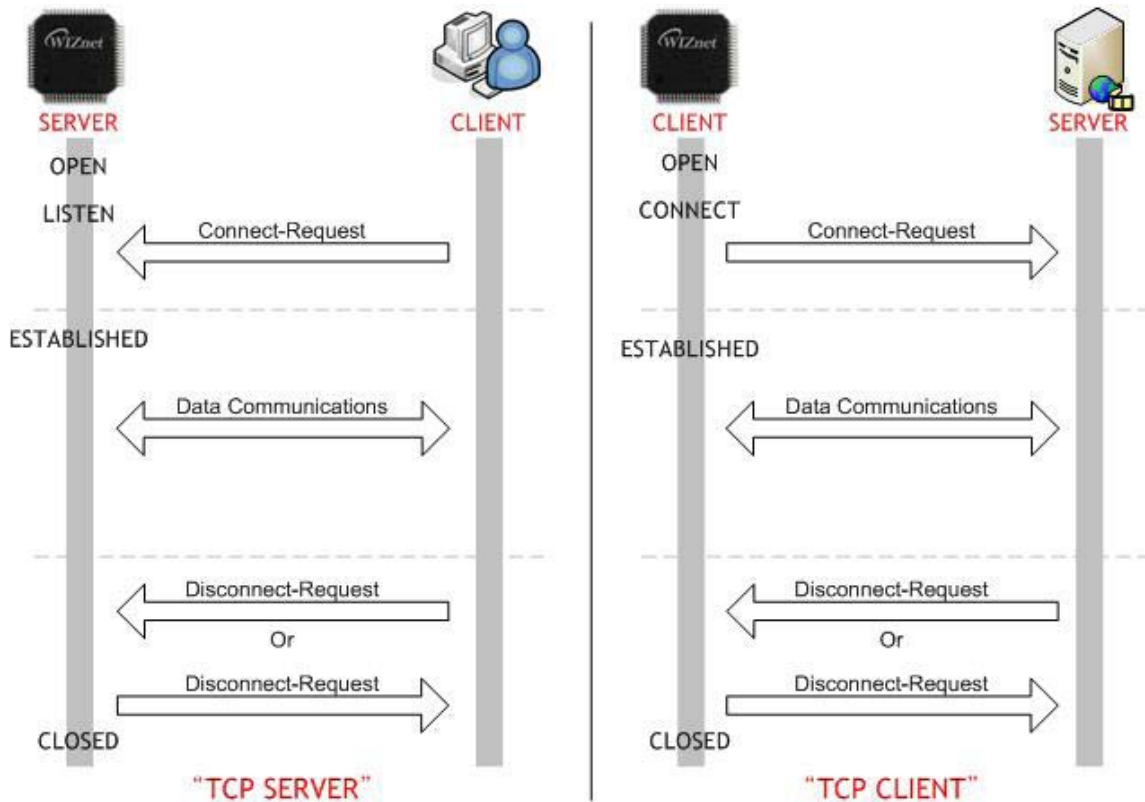 WIZnet
SERVER
CLIENT
OPEN
LISTEN
Connect-Request
ESTABLISHED
Data Communications
Disconnect-Request
Or
Disconnect-Request
CLOSED
"TCP SERVER"
WIZnet
CLIENT
SERVER
OPEN
CONNECT
Connect-Request
ESTABLISHED
Data Communications
Disconnect-Request
Or
Disconnect-Request
CLOSED
"TCP CLIENT"